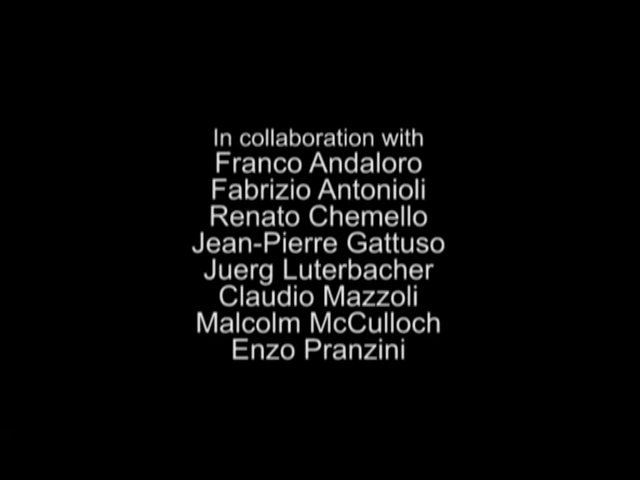 In collaboration with
Franco Andaloro
Fabrizio Antonioli
Renato Chemello
Jean-Pierre Gattuso
Juerg Luterbacher
Claudio Mazzoli
Malcolm McCulloch
Enzo Pranzini